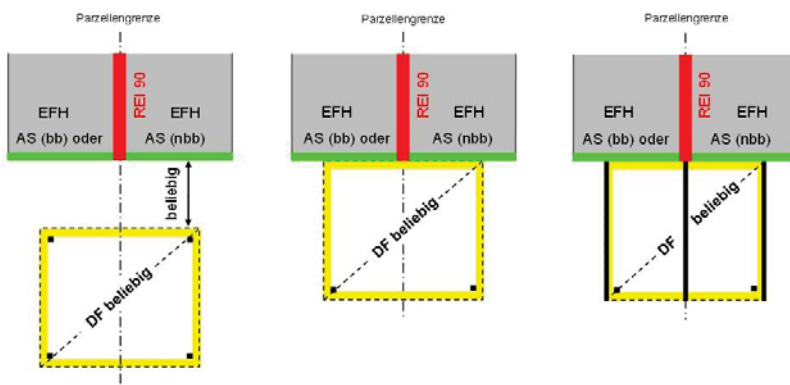 Parzellengrenze
REI 90
EFH
EFH
AS (bb) oder
AS (nbb)
beliebig
DF beliebig
Parzellengrenze
REI 90
EFH
EFH
AS (bb) oder
AS (nbb)
DF beliebig
Parzellengrenze
REI 90
EFH
EFH
AS (bb) oder
AS (nbb)
DF beliebig